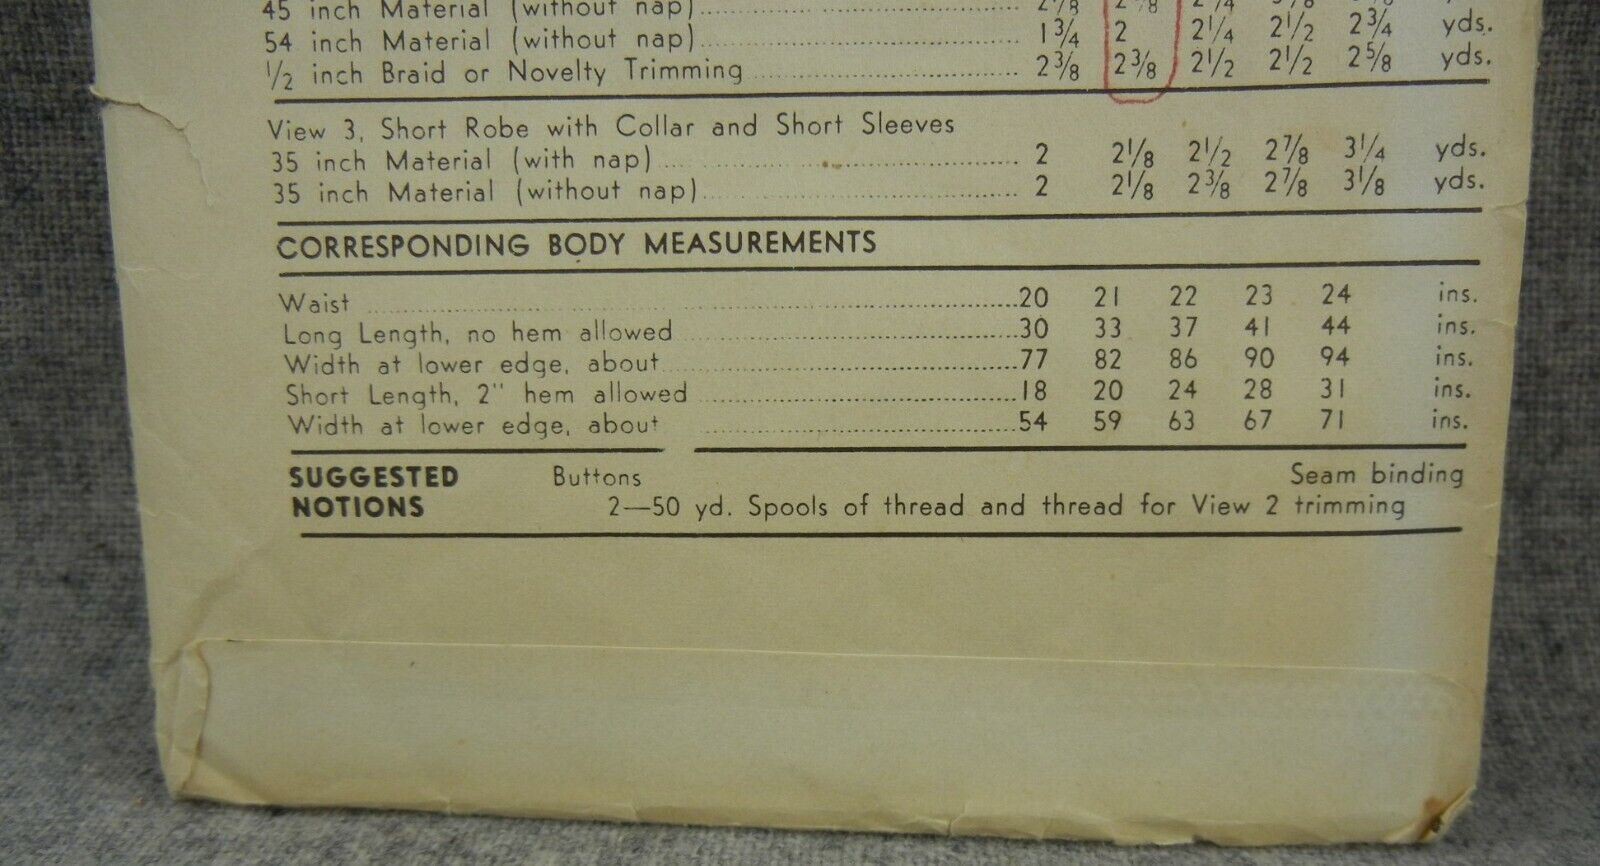 45 inch Material (without nap)
54 inch Material (without nap) 1¾ 2 2¼ 2½ 2¾ yds.
½ inch Braid or Novelty Trimming 2⅜ 2⅜ 2½ 2½ 2⅝ yds.
View 3, Short Robe with Collar and Short Sleeves
35 inch Material (with nap) 2 2⅛ 2½ 2⅞ 3¼ yds.
35 inch Material (without nap) 2 2⅛ 2⅜ 2⅞ 3⅛ yds.
CORRESPONDING BODY MEASUREMENTS
Waist 20 21 22 23 24 ins.
Long Length, no hem allowed 30 33 37 41 44 ins.
Width at lower edge, about 77 82 86 90 94 ins.
Short Length, 2" hem allowed 18 20 24 28 31 ins.
Width at lower edge, about 54 59 63 67 71 ins.
SUGGESTED NOTIONS Buttons Seam binding
2—50 yd. Spools of thread and thread for View 2 trimming